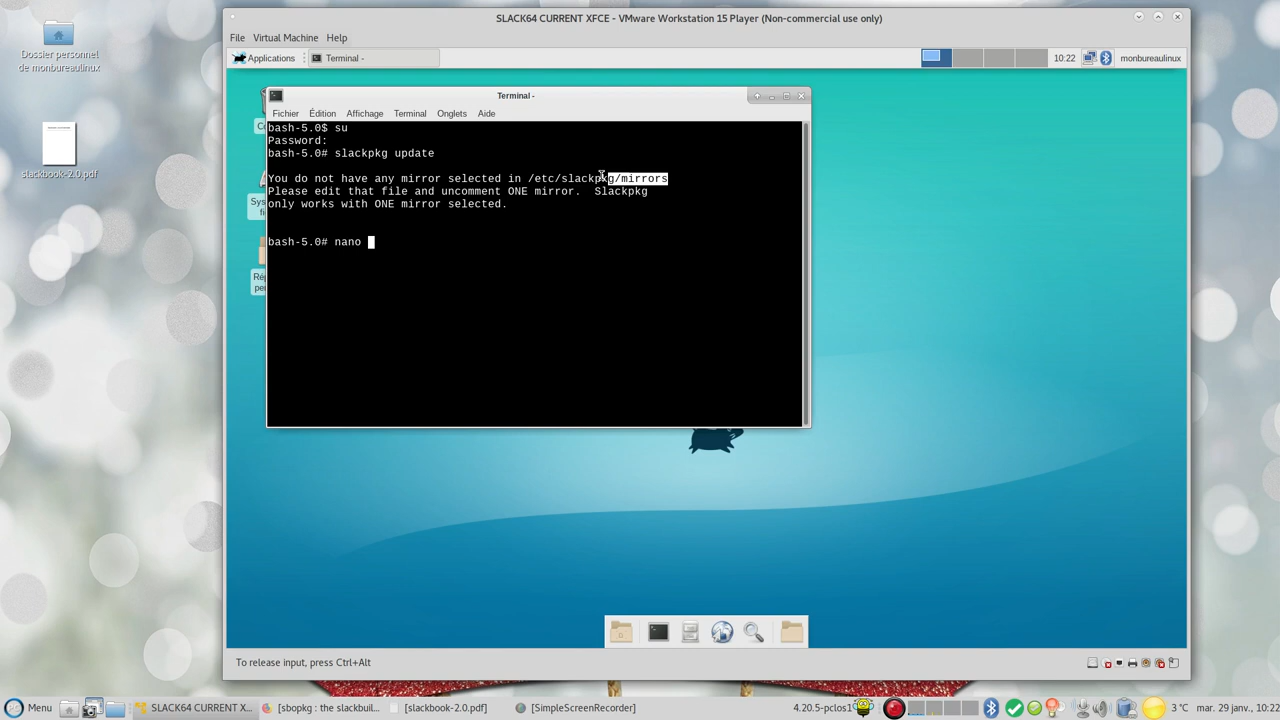 Dossier personnel
de monbureaulinux
slackbook-2.0.pdf
SLACK64 CURRENT XFCE - VMware Workstation 15 Player (Non-commercial use only)
File Virtual Machine Help
Applications Terminal - 10:22 monbureaulinux
Terminal -
Fichier Édition Affichage Terminal Onglets Aide
bash-5.0$ su
Password:
bash-5.0# slackpkg update
You do not have any mirror selected in /etc/slackpkg/mirrors
Please edit that file and uncomment ONE mirror.  Slackpkg
only works with ONE mirror selected.
bash-5.0# nano
Sys
fi
Rép
per
To release input, press Ctrl+Alt
Menu SLACK64 CURRENT X... [sbopkg : the slackbuil... [slackbook-2.0.pdf] [SimpleScreenRecorder] 4.20.5-pclos1 3 °C mar. 29 janv., 10:22